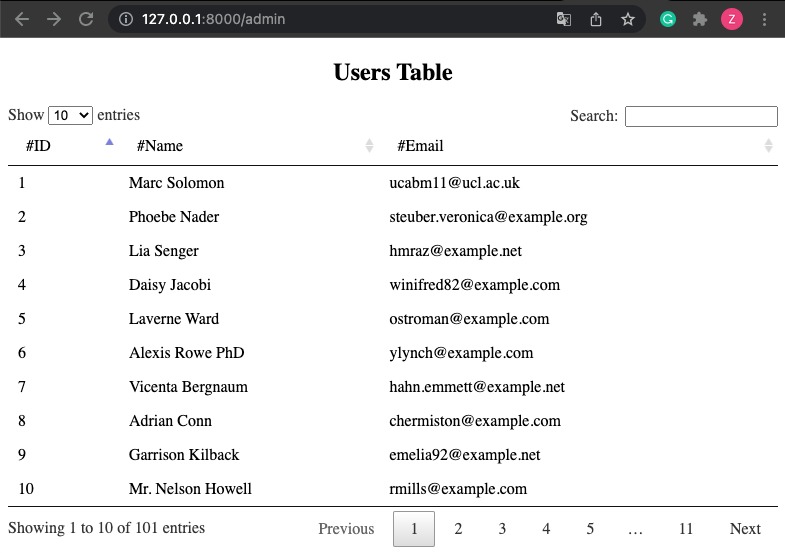 127.0.0.1:8000/admin
Z
Users Table
Show 10 entries Search:
#ID #Name #Email
1 Marc Solomon ucabm11@ucl.ac.uk
2 Phoebe Nader steuber.veronica@example.org
3 Lia Senger hmraz@example.net
4 Daisy Jacobi winifred82@example.com
5 Laverne Ward ostroman@example.com
6 Alexis Rowe PhD ylynch@example.com
7 Vicenta Bergnaum hahn.emmett@example.net
8 Adrian Conn chermiston@example.com
9 Garrison Kilback emelia92@example.net
10 Mr. Nelson Howell rmills@example.com
Showing 1 to 10 of 101 entries Previous 1 2 3 4 5 … 11 Next